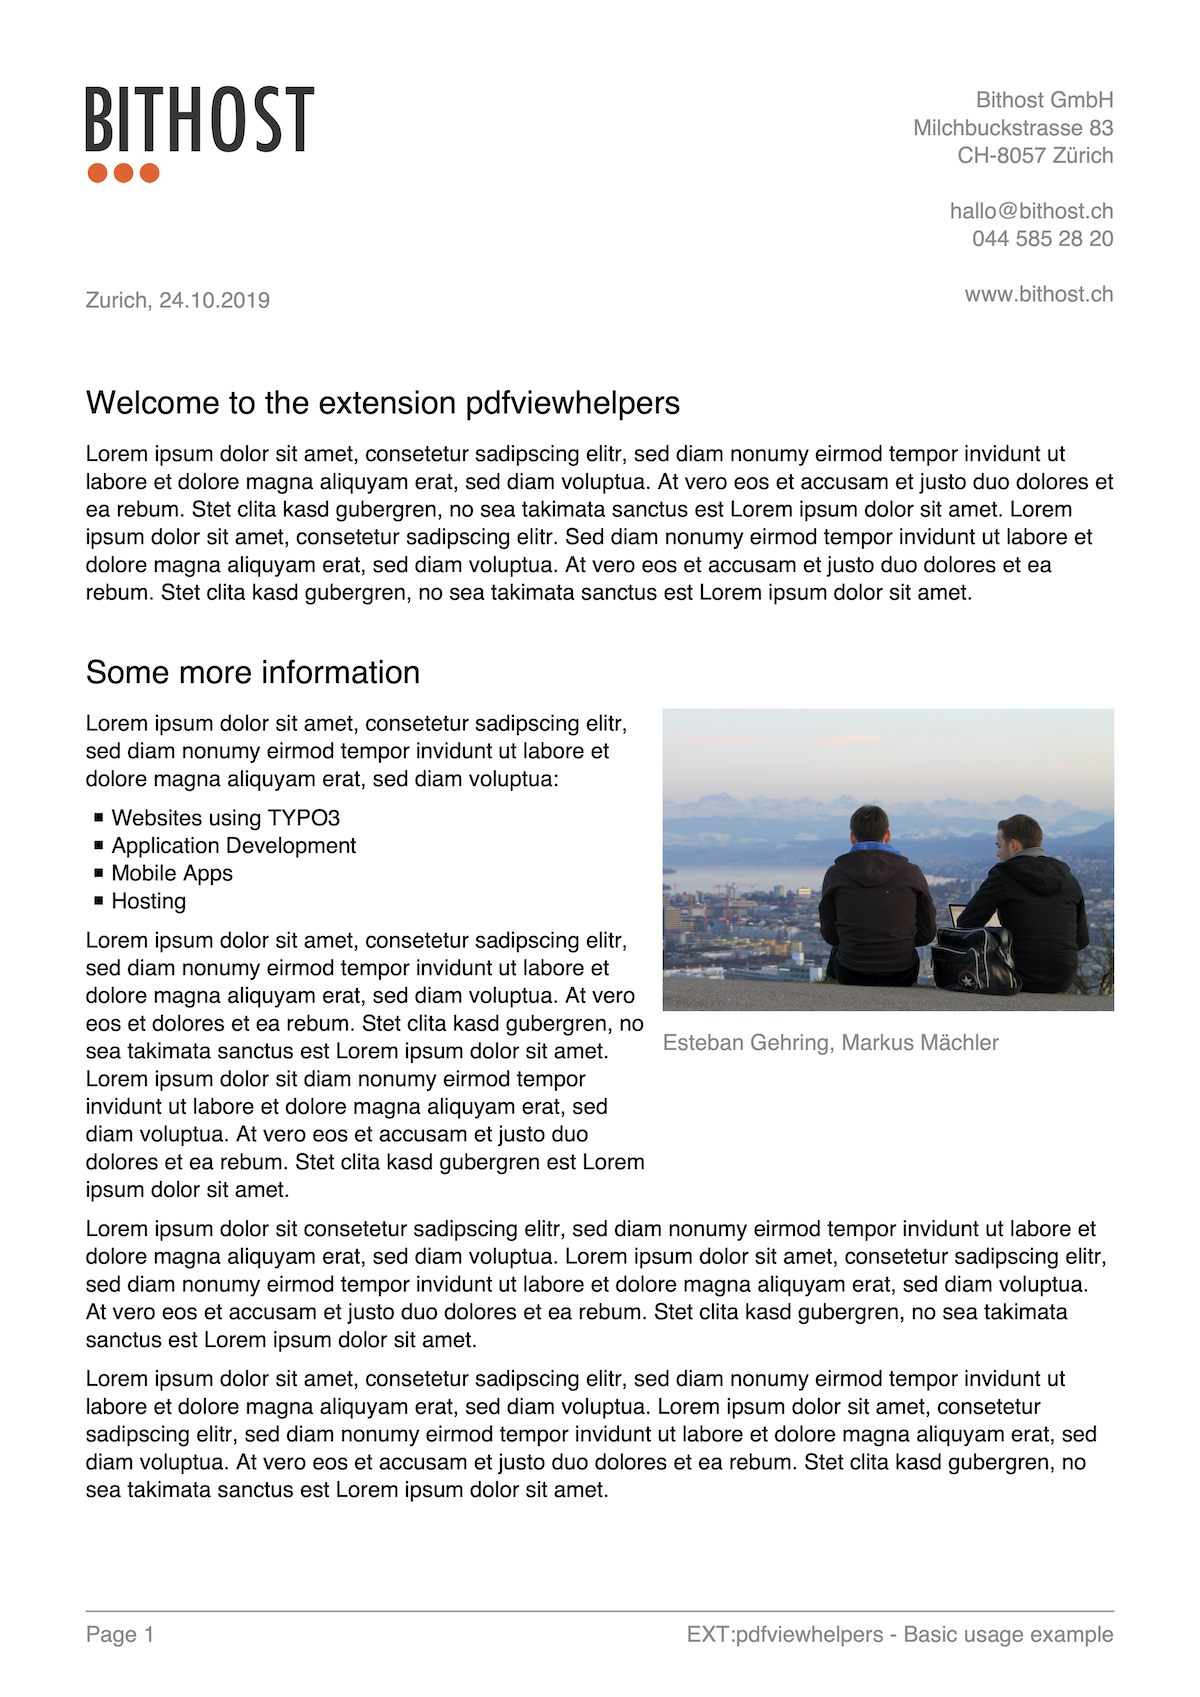 BITHOST
Bithost GmbH
Milchbuckstrasse 83
CH-8057 Zürich
hallo@bithost.ch
044 585 28 20
www.bithost.ch
Zurich, 24.10.2019
Welcome to the extension pdfviewhelpers
Lorem ipsum dolor sit amet, consetetur sadipscing elitr, sed diam nonumy eirmod tempor invidunt ut
labore et dolore magna aliquyam erat, sed diam voluptua. At vero eos et accusam et justo duo dolores et
ea rebum. Stet clita kasd gubergren, no sea takimata sanctus est Lorem ipsum dolor sit amet. Lorem
ipsum dolor sit amet, consetetur sadipscing elitr. Sed diam nonumy eirmod tempor invidunt ut labore et
dolore magna aliquyam erat, sed diam voluptua. At vero eos et accusam et justo duo dolores et ea
rebum. Stet clita kasd gubergren, no sea takimata sanctus est Lorem ipsum dolor sit amet.
Some more information
Lorem ipsum dolor sit amet, consetetur sadipscing elitr,
sed diam nonumy eirmod tempor invidunt ut labore et
dolore magna aliquyam erat, sed diam voluptua:
▪ Websites using TYPO3
▪ Application Development
▪ Mobile Apps
▪ Hosting
Lorem ipsum dolor sit amet, consetetur sadipscing elitr,
sed diam nonumy eirmod tempor invidunt ut labore et
dolore magna aliquyam erat, sed diam voluptua. At vero
eos et dolores et ea rebum. Stet clita kasd gubergren, no
sea takimata sanctus est Lorem ipsum dolor sit amet.
Lorem ipsum dolor sit diam nonumy eirmod tempor
invidunt ut labore et dolore magna aliquyam erat, sed
diam voluptua. At vero eos et accusam et justo duo
dolores et ea rebum. Stet clita kasd gubergren est Lorem
ipsum dolor sit amet.
Esteban Gehring, Markus Mächler
Lorem ipsum dolor sit consetetur sadipscing elitr, sed diam nonumy eirmod tempor invidunt ut labore et
dolore magna aliquyam erat, sed diam voluptua. Lorem ipsum dolor sit amet, consetetur sadipscing elitr,
sed diam nonumy eirmod tempor invidunt ut labore et dolore magna aliquyam erat, sed diam voluptua.
At vero eos et accusam et justo duo dolores et ea rebum. Stet clita kasd gubergren, no sea takimata
sanctus est Lorem ipsum dolor sit amet.
Lorem ipsum dolor sit amet, consetetur sadipscing elitr, sed diam nonumy eirmod tempor invidunt ut
labore et dolore magna aliquyam erat, sed diam voluptua. Lorem ipsum dolor sit amet, consetetur
sadipscing elitr, sed diam nonumy eirmod tempor invidunt ut labore et dolore magna aliquyam erat, sed
diam voluptua. At vero eos et accusam et justo duo dolores et ea rebum. Stet clita kasd gubergren, no
sea takimata sanctus est Lorem ipsum dolor sit amet.
Page 1
EXT:pdfviewhelpers - Basic usage example